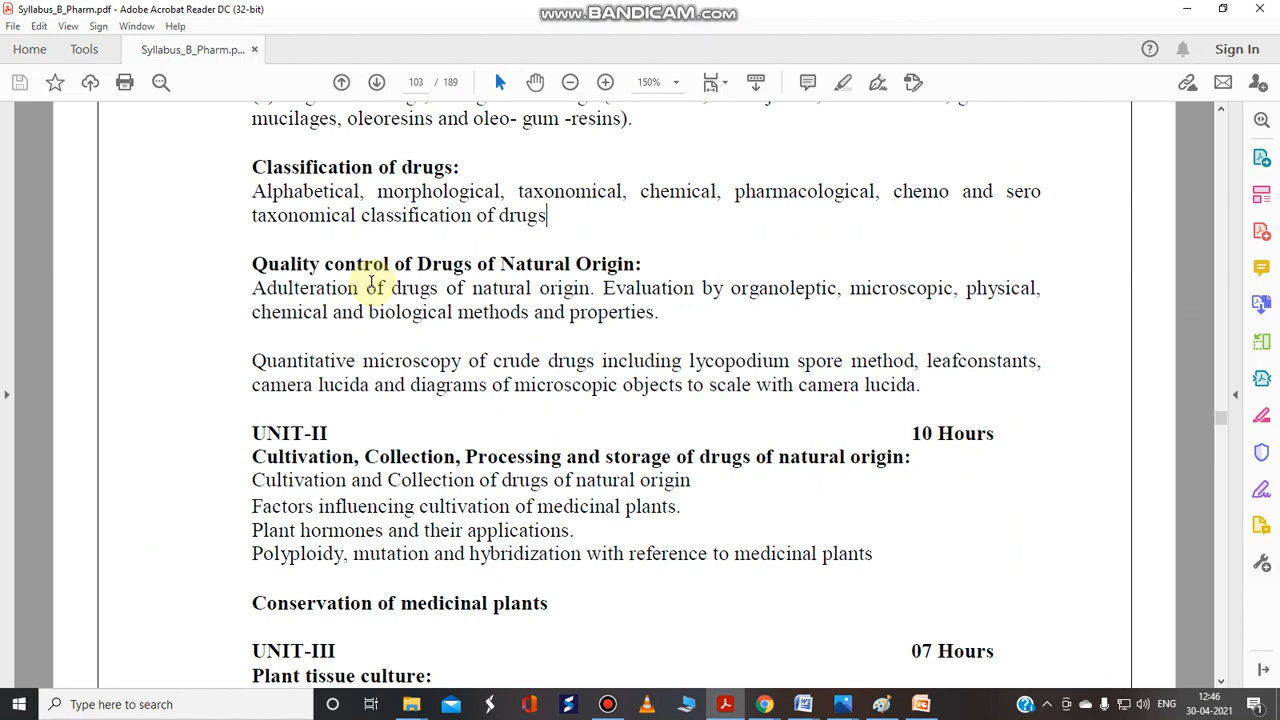 Syllabus_B_Pharm.pdf - Adobe Acrobat Reader DC (32-bit)
www.BANDICAM.com
File Edit View Sign Window Help
Home Tools Syllabus_B_Pharm.p... × Sign In
103 / 189 150%
mucilages, oleoresins and oleo- gum -resins).
Classification of drugs:
Alphabetical, morphological, taxonomical, chemical, pharmacological, chemo and sero
taxonomical classification of drugs
Quality control of Drugs of Natural Origin:
Adulteration of drugs of natural origin. Evaluation by organoleptic, microscopic, physical,
chemical and biological methods and properties.
Quantitative microscopy of crude drugs including lycopodium spore method, leafconstants,
camera lucida and diagrams of microscopic objects to scale with camera lucida.
UNIT-II 10 Hours
Cultivation, Collection, Processing and storage of drugs of natural origin:
Cultivation and Collection of drugs of natural origin
Factors influencing cultivation of medicinal plants.
Plant hormones and their applications.
Polyploidy, mutation and hybridization with reference to medicinal plants
Conservation of medicinal plants
UNIT-III 07 Hours
Plant tissue culture:
Type here to search
ENG
12:46
30-04-2021